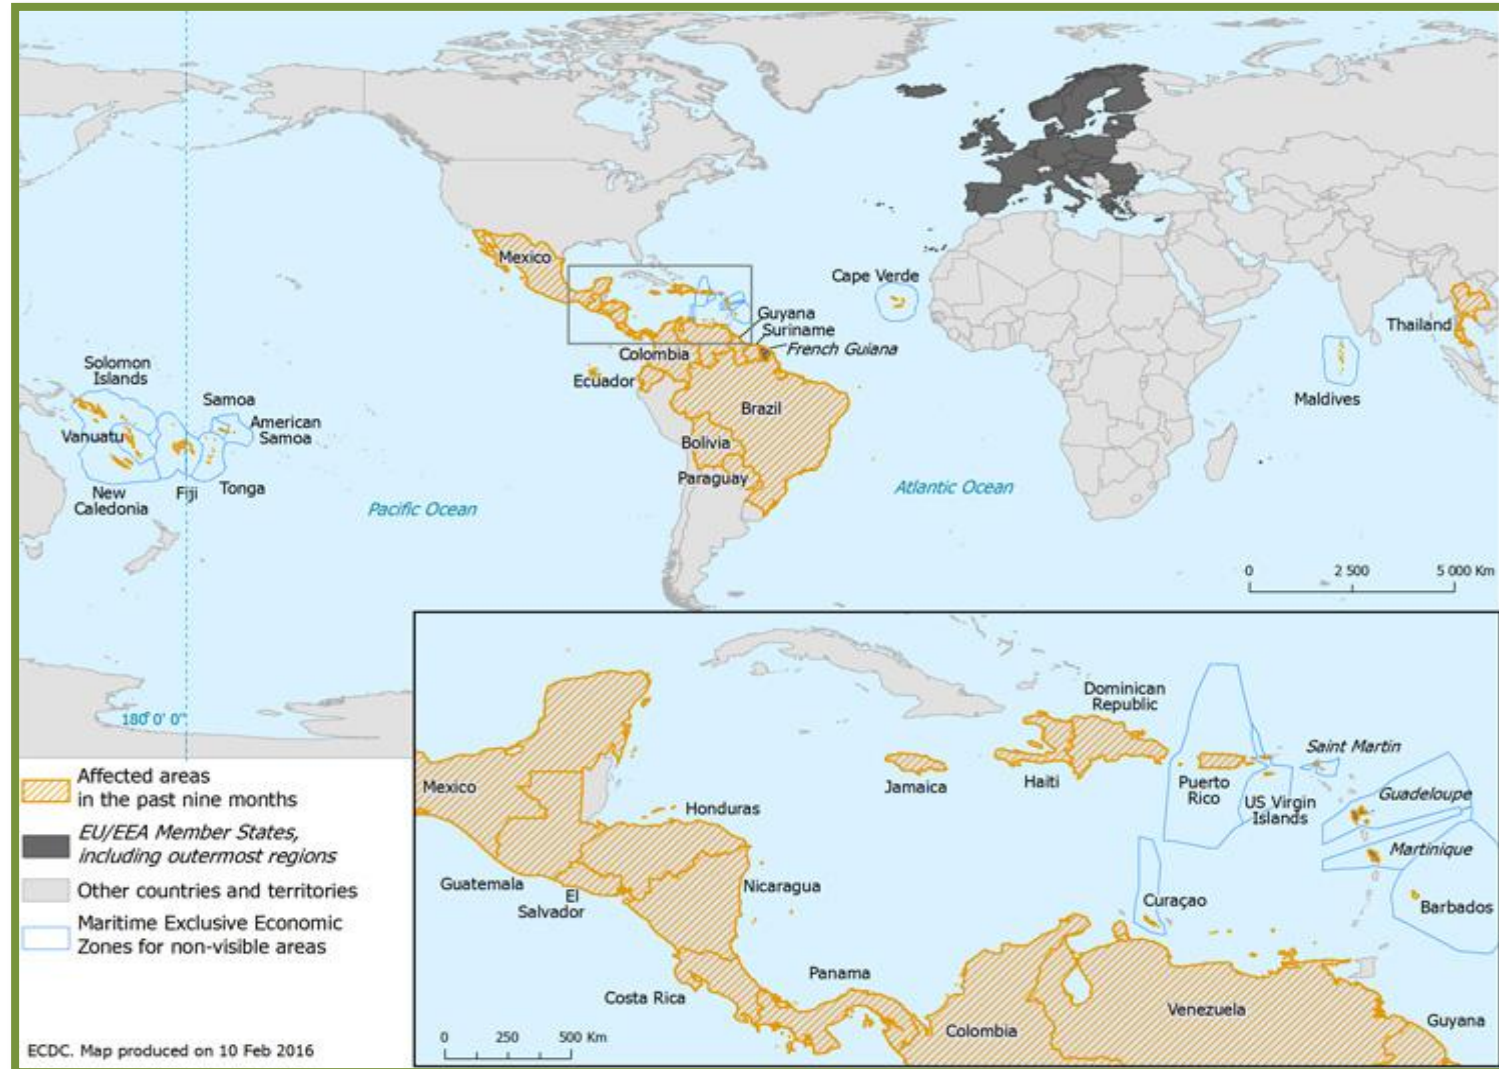 Mexico
Cape Verde
Guyana
Suriname
French Guiana
Colombia
Ecuador
Brazil
Bolivia
Paraguay
Thailand
Maldives
Solomon
Islands
Samoa
American
Samoa
Vanuatu
New
Caledonia
Fiji
Tonga
Pacific Ocean
Atlantic Ocean
0 2 500 5 000 Km
180° 0' 0"
Affected areas
in the past nine months
EU/EEA Member States,
including outermost regions
Other countries and territories
Maritime Exclusive Economic
Zones for non-visible areas
ECDC. Map produced on 10 Feb 2016
Dominican
Republic
Mexico
Jamaica
Haiti
Puerto
Rico
US Virgin
Islands
Saint Martin
Guadeloupe
Martinique
Barbados
Honduras
Guatemala
El
Salvador
Nicaragua
Curaçao
Costa Rica
Panama
Colombia
Venezuela
Guyana
0 250 500 Km